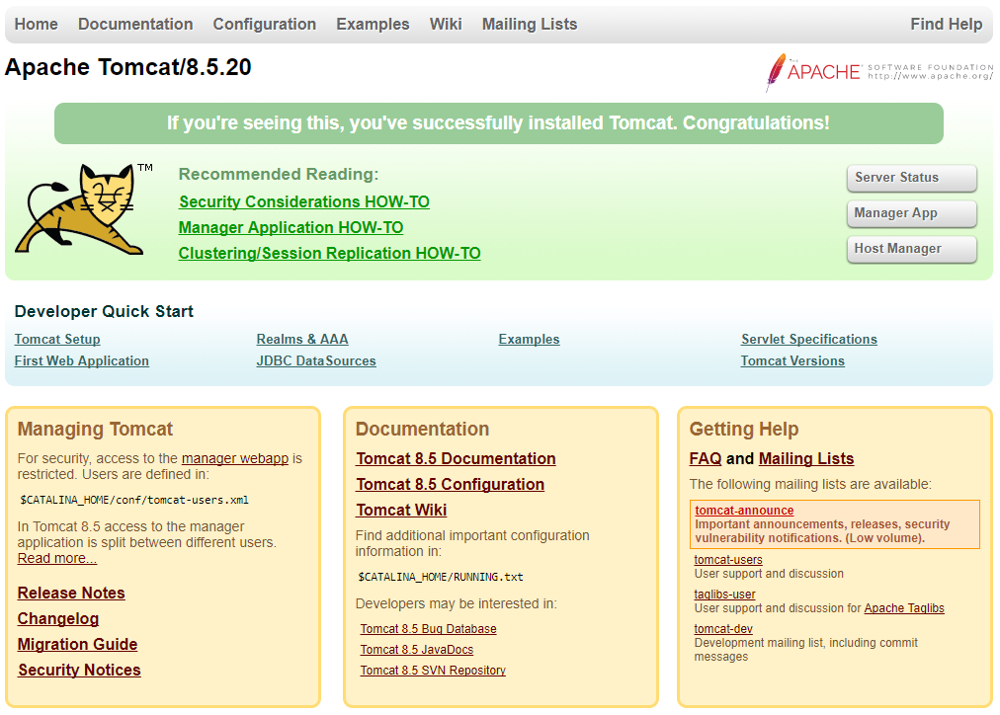 Home Documentation Configuration Examples Wiki Mailing Lists Find Help
Apache Tomcat/8.5.20
THE
APACHE® SOFTWARE FOUNDATION
http://www.apache.org/
If you're seeing this, you've successfully installed Tomcat. Congratulations!
TM
Recommended Reading:
Security Considerations HOW-TO
Manager Application HOW-TO
Clustering/Session Replication HOW-TO
Server Status
Manager App
Host Manager
Developer Quick Start
Tomcat Setup
First Web Application
Realms & AAA
JDBC DataSources
Examples
Servlet Specifications
Tomcat Versions
Managing Tomcat
For security, access to the manager webapp is
restricted. Users are defined in:
$CATALINA_HOME/conf/tomcat-users.xml
In Tomcat 8.5 access to the manager
application is split between different users.
Read more...
Release Notes
Changelog
Migration Guide
Security Notices
Documentation
Tomcat 8.5 Documentation
Tomcat 8.5 Configuration
Tomcat Wiki
Find additional important configuration
information in:
$CATALINA_HOME/RUNNING.txt
Developers may be interested in:
Tomcat 8.5 Bug Database
Tomcat 8.5 JavaDocs
Tomcat 8.5 SVN Repository
Getting Help
FAQ and Mailing Lists
The following mailing lists are available:
tomcat-announce
Important announcements, releases, security
vulnerability notifications. (Low volume).
tomcat-users
User support and discussion
taglibs-user
User support and discussion for Apache Taglibs
tomcat-dev
Development mailing list, including commit
messages